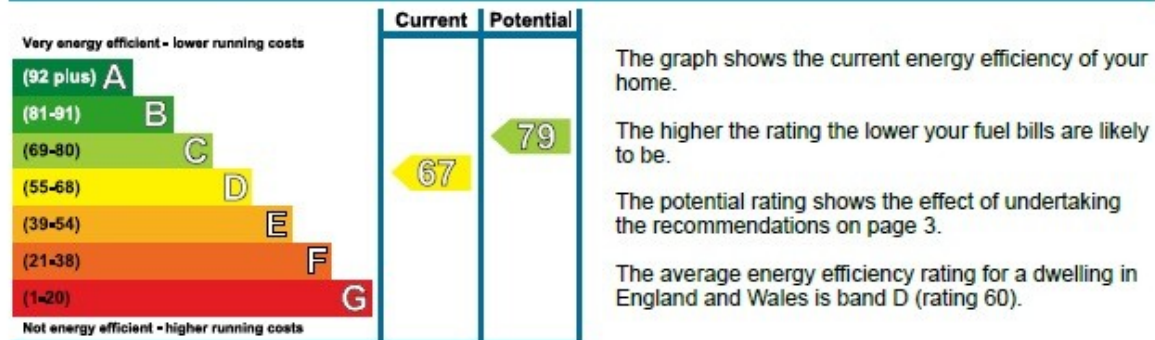 Current Potential
Very energy efficient - lower running costs
(92 plus) A
(81-91) B
(69-80) C
(55-68) D
(39-54) E
(21-38) F
(1-20) G
Not energy efficient - higher running costs
67
79
The graph shows the current energy efficiency of your
home.
The higher the rating the lower your fuel bills are likely
to be.
The potential rating shows the effect of undertaking
the recommendations on page 3.
The average energy efficiency rating for a dwelling in
England and Wales is band D (rating 60).